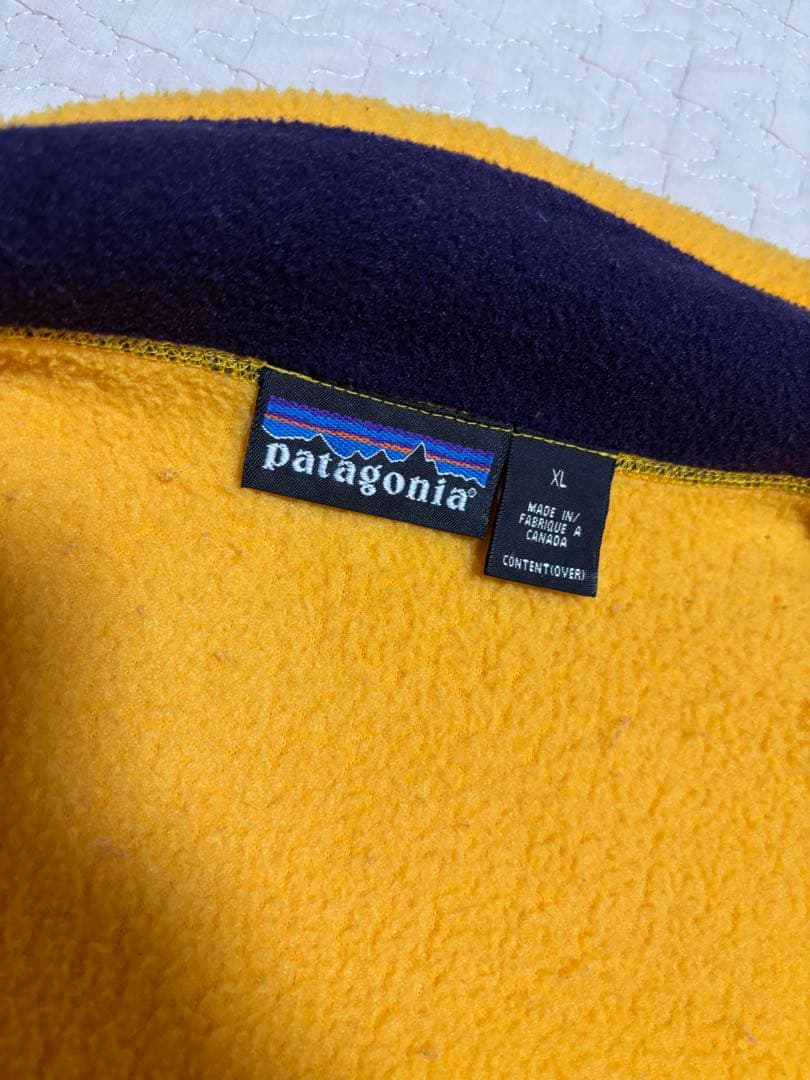 patagonia®
XL
MADE IN/
FABRIQUE A
CANADA
CONTENT(OVER)